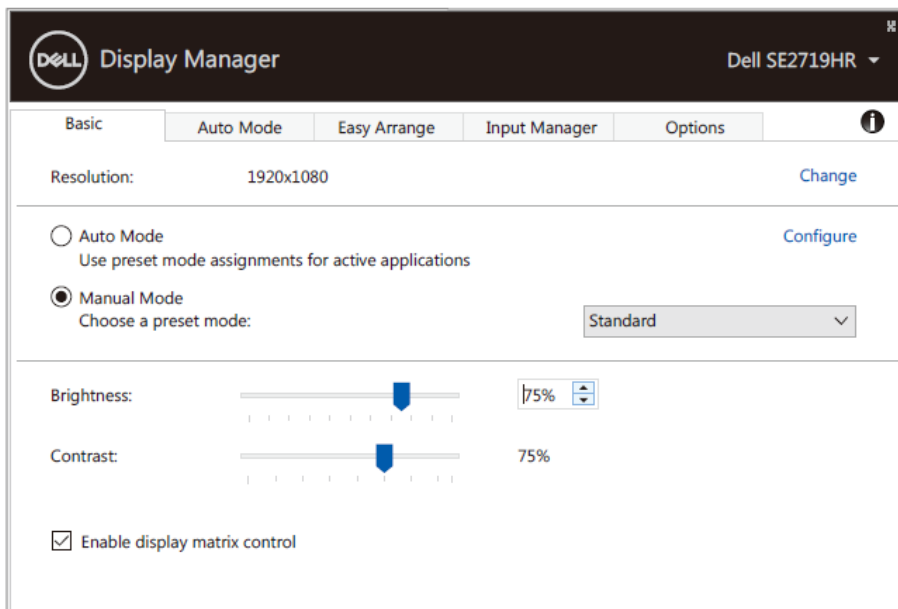 DELL Display Manager Dell SE2719HR
Basic Auto Mode Easy Arrange Input Manager Options i
Resolution: 1920x1080 Change
Auto Mode Configure
Use preset mode assignments for active applications
Manual Mode
Choose a preset mode: Standard
Brightness: 75%
Contrast: 75%
Enable display matrix control